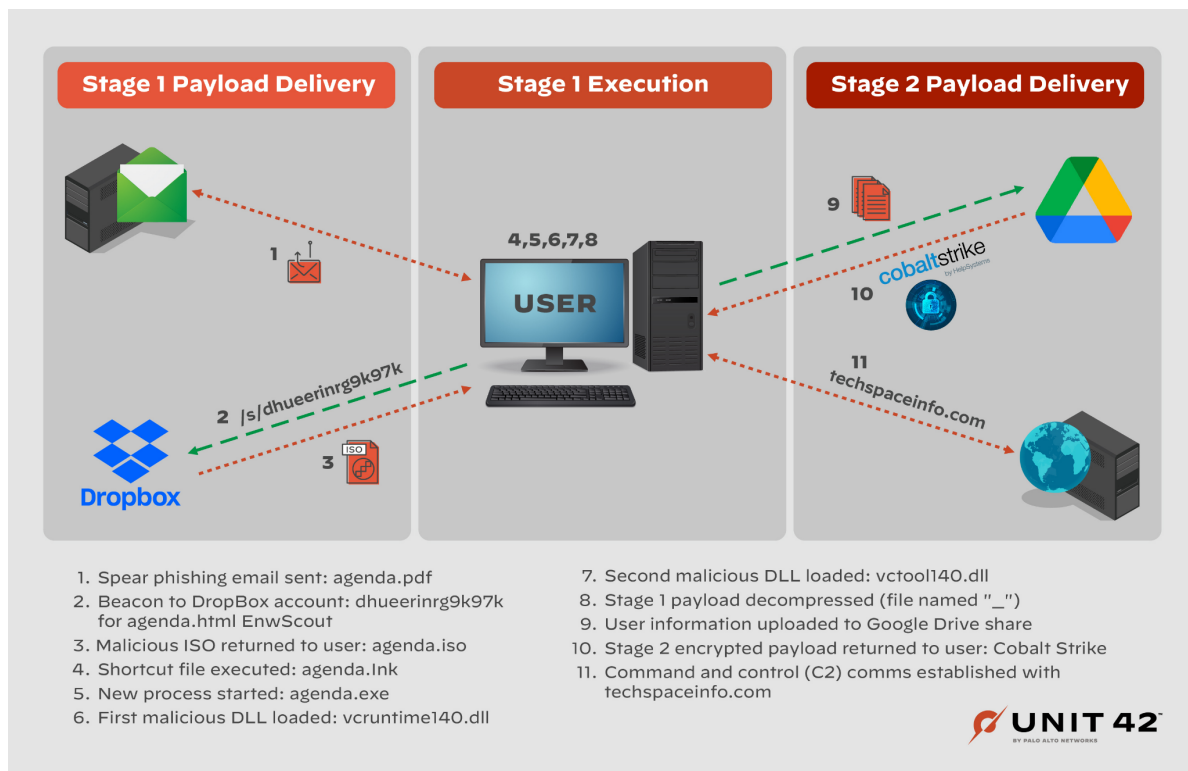 Stage 1 Payload Delivery
Stage 1 Execution
Stage 2 Payload Delivery
1
4,5,6,7,8
USER
9
cobaltstrike
by HelpSystems
10
2 /s/dhueerinrg9k97k
3
ISO
Dropbox
11
techspaceinfo.com
1. Spear phishing email sent: agenda.pdf
2. Beacon to DropBox account: dhueerinrg9k97k
for agenda.html EnwScout
3. Malicious ISO returned to user: agenda.iso
4. Shortcut file executed: agenda.lnk
5. New process started: agenda.exe
6. First malicious DLL loaded: vcruntime140.dll
7. Second malicious DLL loaded: vctool140.dll
8. Stage 1 payload decompressed (file named "_")
9. User information uploaded to Google Drive share
10. Stage 2 encrypted payload returned to user: Cobalt Strike
11. Command and control (C2) comms established with
techspaceinfo.com
UNIT 42™
BY PALO ALTO NETWORKS